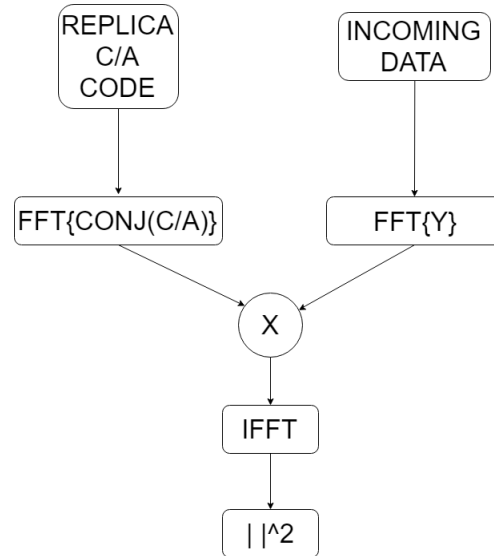 REPLICA
C/A
CODE
INCOMING
DATA
FFT{CONJ(C/A)}
FFT{Y}
X
IFFT
| |^2